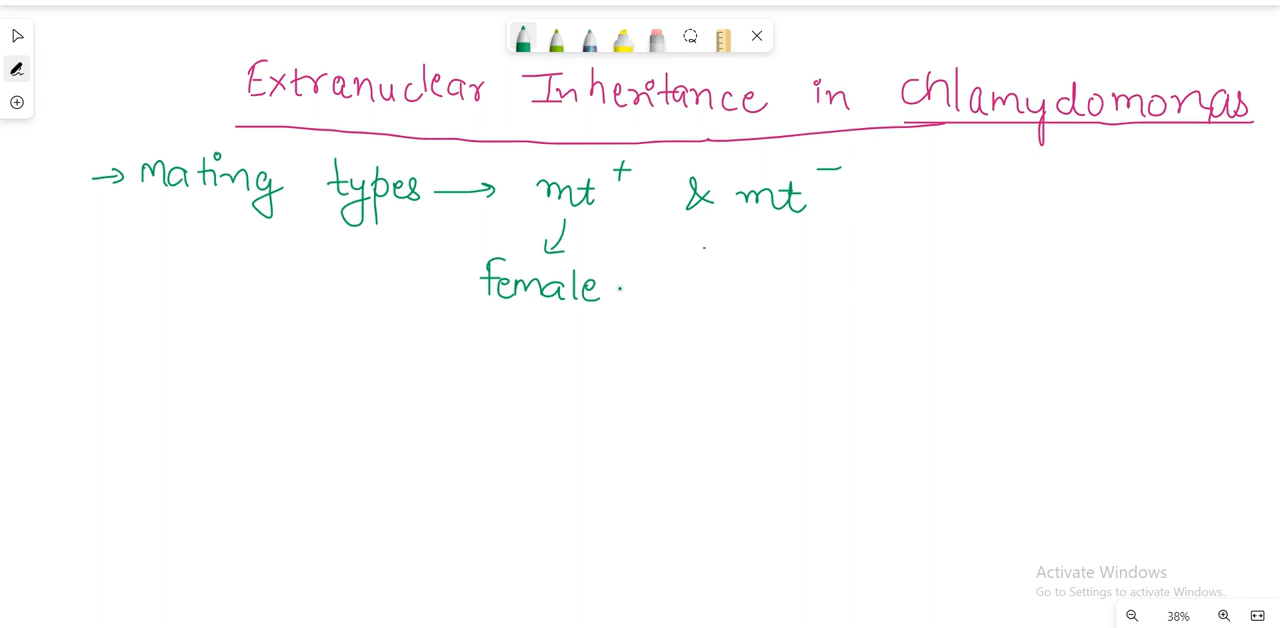 Extranuclear Inheritance in Chlamydomonas
→ Mating types → mt⁺ & mt⁻
↓
female .
Activate Windows
Go to Settings to activate Windows.
38%